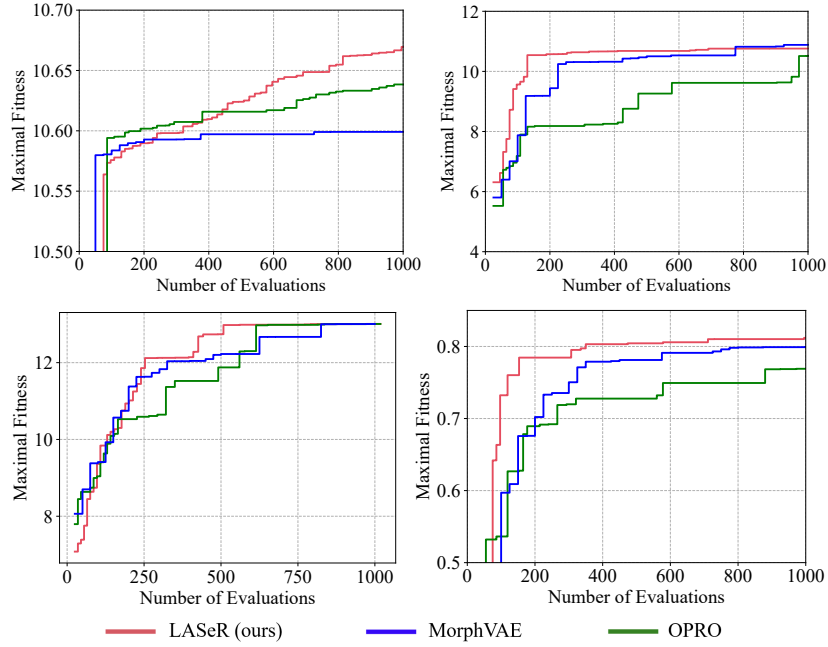 10.70
10.65
10.60
10.55
10.50
Maximal Fitness
0 200 400 600 800 1000
Number of Evaluations
12
10
8
6
4
Maximal Fitness
0 200 400 600 800 1000
Number of Evaluations
12
10
8
Maximal Fitness
0 250 500 750 1000
Number of Evaluations
0.8
0.7
0.6
0.5
Maximal Fitness
0 200 400 600 800 1000
Number of Evaluations
LASeR (ours) MorphVAE OPRO